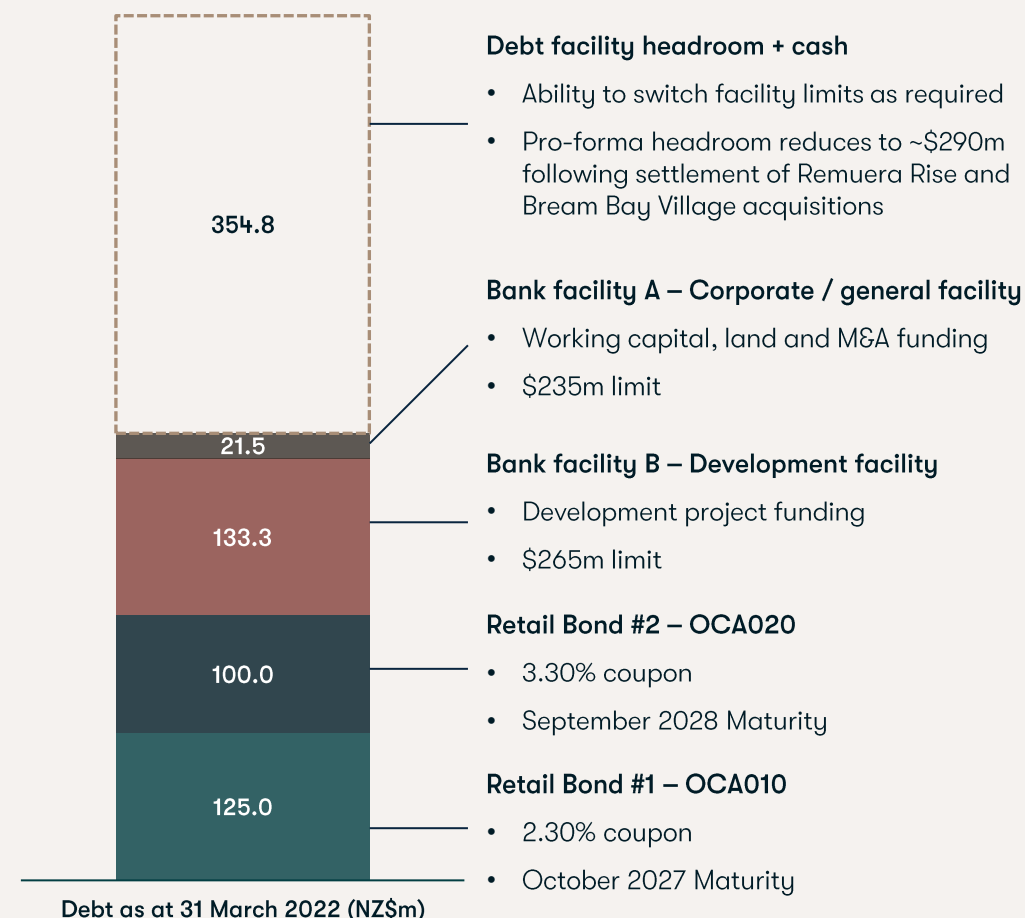 Debt facility headroom + cash
• Ability to switch facility limits as required
• Pro-forma headroom reduces to ~$290m
following settlement of Remuera Rise and
Bream Bay Village acquisitions
354.8
Bank facility A – Corporate / general facility
• Working capital, land and M&A funding
• $235m limit
21.5
Bank facility B – Development facility
• Development project funding
• $265m limit
133.3
Retail Bond #2 – OCA020
• 3.30% coupon
• September 2028 Maturity
100.0
Retail Bond #1 – OCA010
• 2.30% coupon
• October 2027 Maturity
125.0
Debt as at 31 March 2022 (NZ$m)